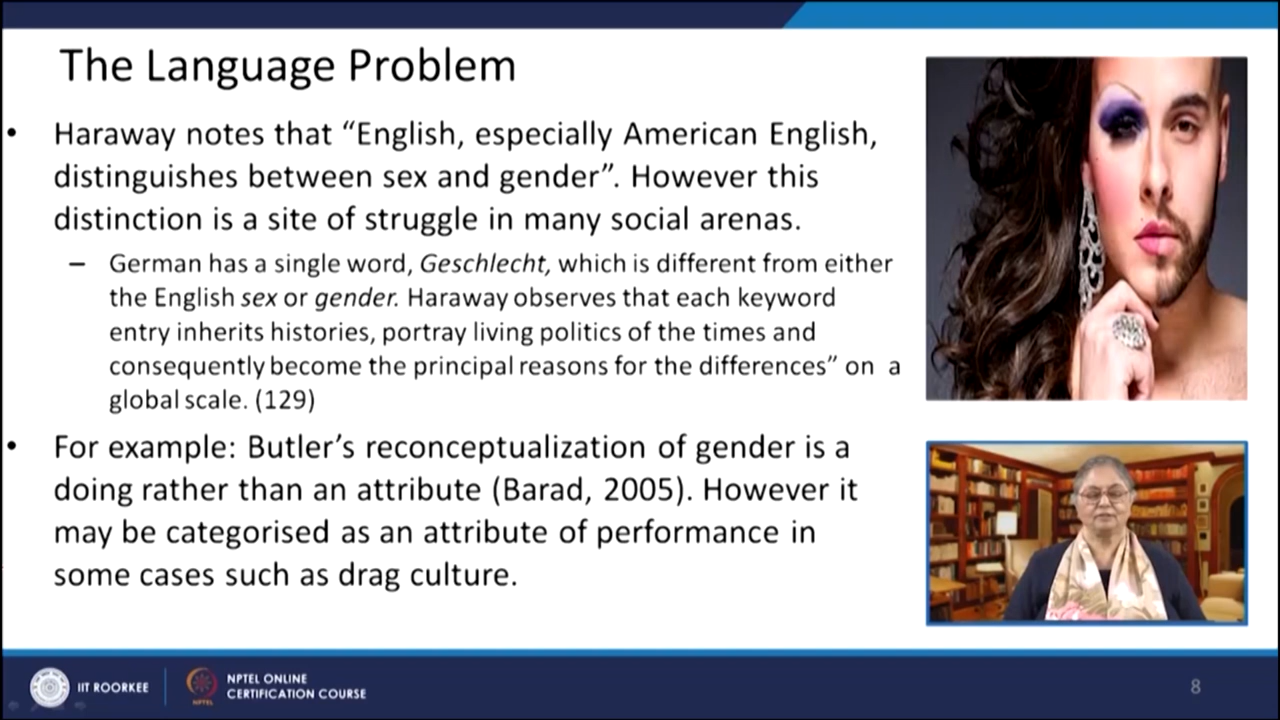 The Language Problem
• Haraway notes that “English, especially American English,
distinguishes between sex and gender”. However this
distinction is a site of struggle in many social arenas.
– German has a single word, Geschlecht, which is different from either
the English sex or gender. Haraway observes that each keyword
entry inherits histories, portray living politics of the times and
consequently become the principal reasons for the differences” on a
global scale. (129)
• For example: Butler’s reconceptualization of gender is a
doing rather than an attribute (Barad, 2005). However it
may be categorised as an attribute of performance in
some cases such as drag culture.
IIT ROORKEE
NPTEL
NPTEL ONLINE
CERTIFICATION COURSE
8